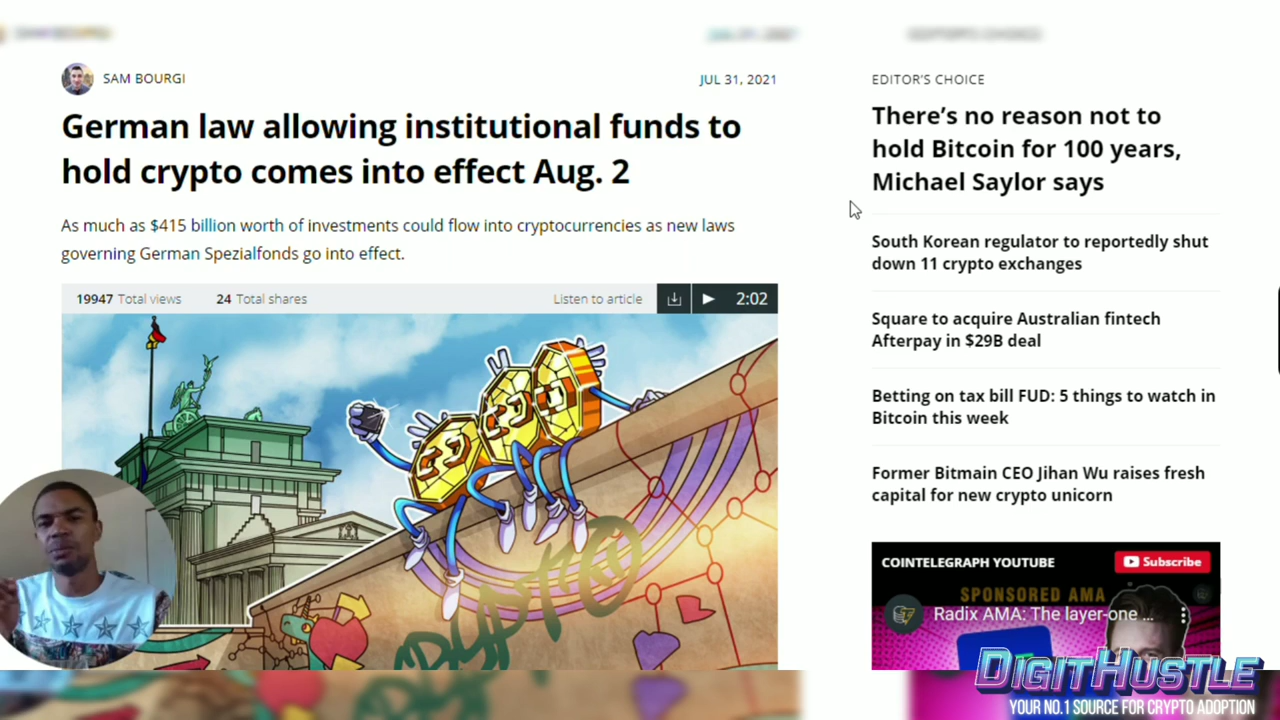 SAM BOURGI
JUL 31, 2021
German law allowing institutional funds to
hold crypto comes into effect Aug. 2
As much as $415 billion worth of investments could flow into cryptocurrencies as new laws
governing German Spezialfonds go into effect.
19947 Total views
24 Total shares
Listen to article
2:02
CRYPTO
EDITOR'S CHOICE
There's no reason not to
hold Bitcoin for 100 years,
Michael Saylor says
South Korean regulator to reportedly shut
down 11 crypto exchanges
Square to acquire Australian fintech
Afterpay in $29B deal
Betting on tax bill FUD: 5 things to watch in
Bitcoin this week
Former Bitmain CEO Jihan Wu raises fresh
capital for new crypto unicorn
COINTELEGRAPH YOUTUBE
Subscribe
SPONSORED AMA
Radix AMA: The layer-one ...
DIGITHUSTLE
YOUR NO.1 SOURCE FOR CRYPTO ADOPTION